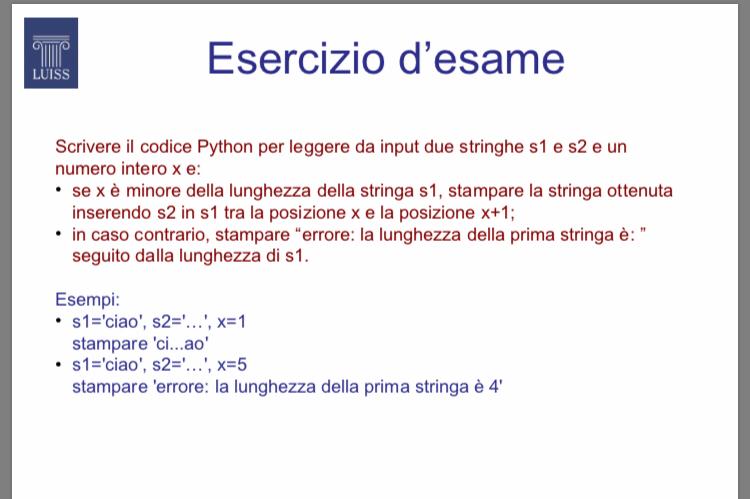 LUISS
Esercizio d’esame
Scrivere il codice Python per leggere da input due stringhe s1 e s2 e un
numero intero x e:
• se x è minore della lunghezza della stringa s1, stampare la stringa ottenuta
inserendo s2 in s1 tra la posizione x e la posizione x+1;
• in caso contrario, stampare “errore: la lunghezza della prima stringa è: ”
seguito dalla lunghezza di s1.
Esempi:
• s1='ciao', s2='…', x=1
stampare 'ci...ao'
• s1='ciao', s2='…', x=5
stampare 'errore: la lunghezza della prima stringa è 4'